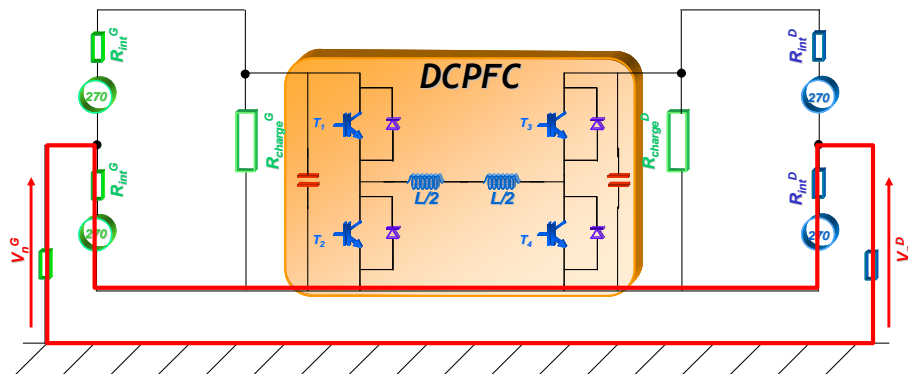 DCPFC
R_int^G
270
R_charge^G
T₁
T₂
R_int^G
270
V_n^G
L/2
L/2
T₃
T₄
R_charge^D
R_int^D
270
R_int^D
270
V_n^D